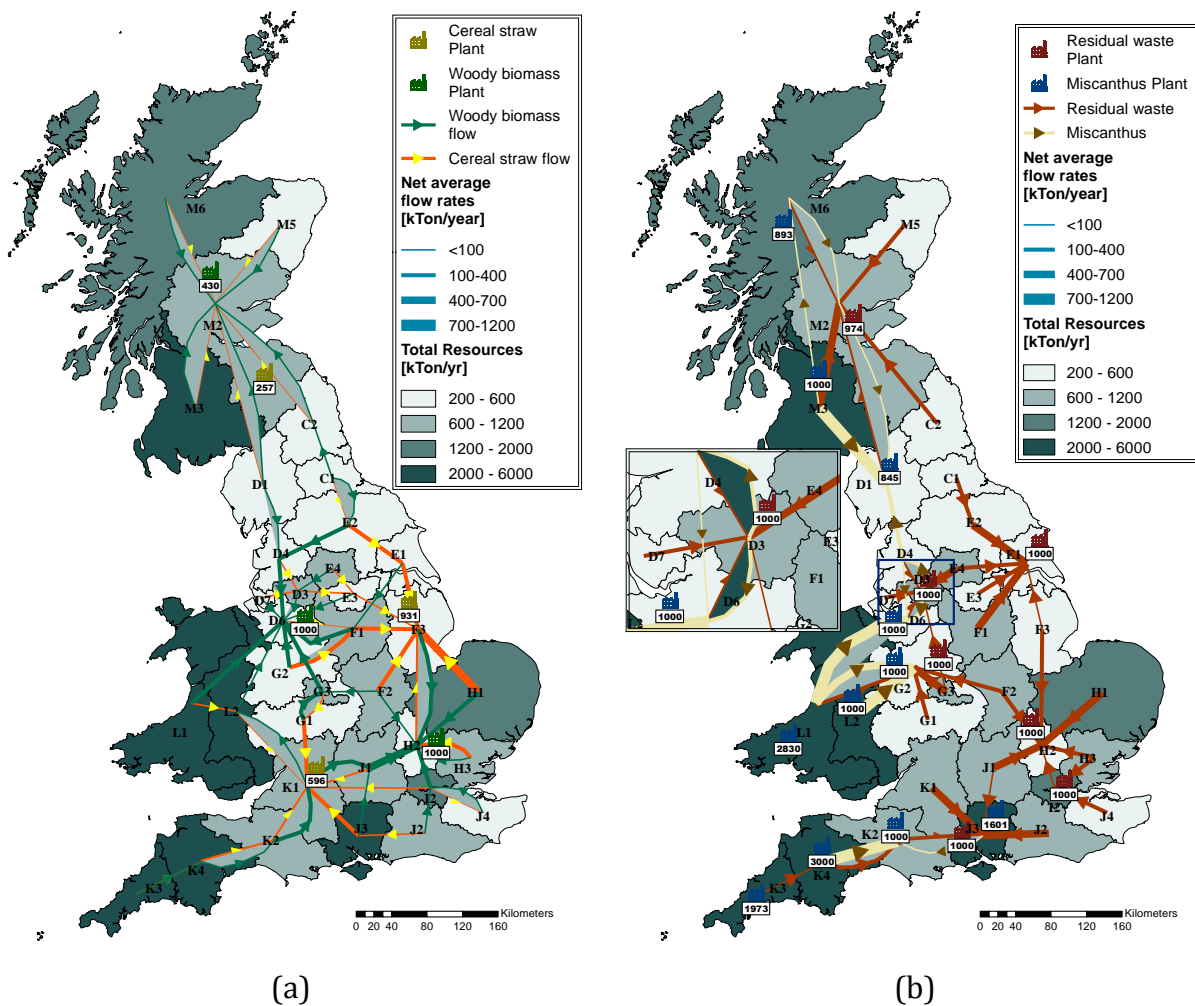 Cereal straw
Plant
Woody biomass
Plant
Woody biomass
flow
Cereal straw flow
Net average
flow rates
[kTon/year]
<100
100-400
400-700
700-1200
Total Resources
[kTon/yr]
200 - 600
600 - 1200
1200 - 2000
2000 - 6000
M6
M5
430
M2
257
M3
C2
D1
C1
E2
D4
E1
E4
D3
E3
D7
931
D6
1000
F1
F3
G2
G3
F2
H1
L2
G1
L1
H2
1000
J1
H3
596
K1
I2
J4
J3
J2
K2
K4
K3
Kilometers
0 20 40 80 120 160
(a)
Residual waste
Plant
Miscanthus Plant
Residual waste
Miscanthus
Net average
flow rates
[kTon/year]
<100
100-400
400-700
700-1200
Total Resources
[kTon/yr]
200 - 600
600 - 1200
1200 - 2000
2000 - 6000
M6
M5
893
M2
974
1000
M3
C2
D4
E4
1000
D7
D3
E3
F1
D6
1000
L2
G2
D1
845
C1
E2
E1
1000
D4
E4
D3
D7
1000
E3
D6
1000
F1
F3
1000
1000
G2
G3
F2
H1
1000
L2
G1
1000
L1
2830
H2
J1
H3
1000
K1
I2
J4
1601
K2
1000
J3
1000
J2
3000
K4
K3
1973
Kilometers
0 20 40 80 120 160
(b)